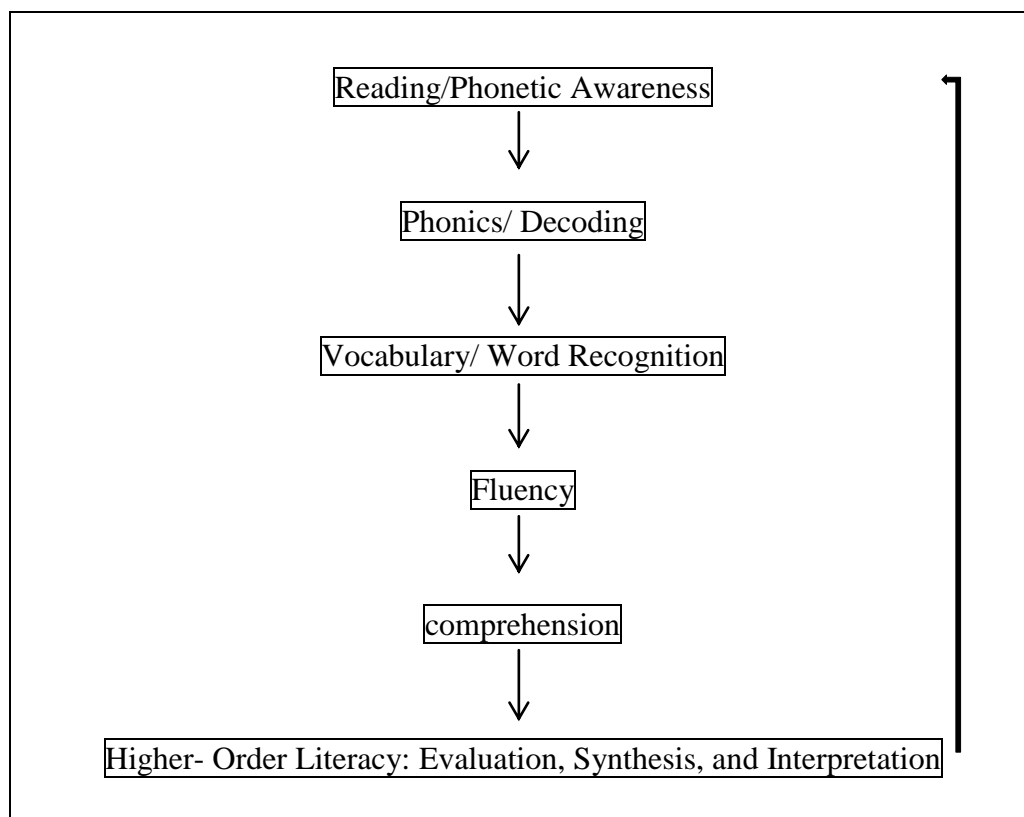 Reading/Phonetic Awareness
Phonics/ Decoding
Vocabulary/ Word Recognition
Fluency
comprehension
Higher- Order Literacy: Evaluation, Synthesis, and Interpretation